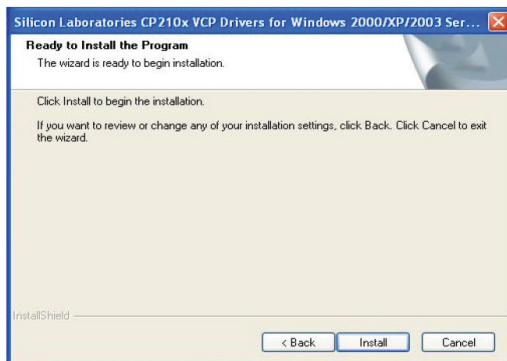 Silicon Laboratories CP210x VCP Drivers for Windows 2000/XP/2003 Ser...
Ready to Install the Program
The wizard is ready to begin installation.
Click Install to begin the installation.
If you want to review or change any of your installation settings, click Back. Click Cancel to exit
the wizard.
InstallShield
< Back Install Cancel